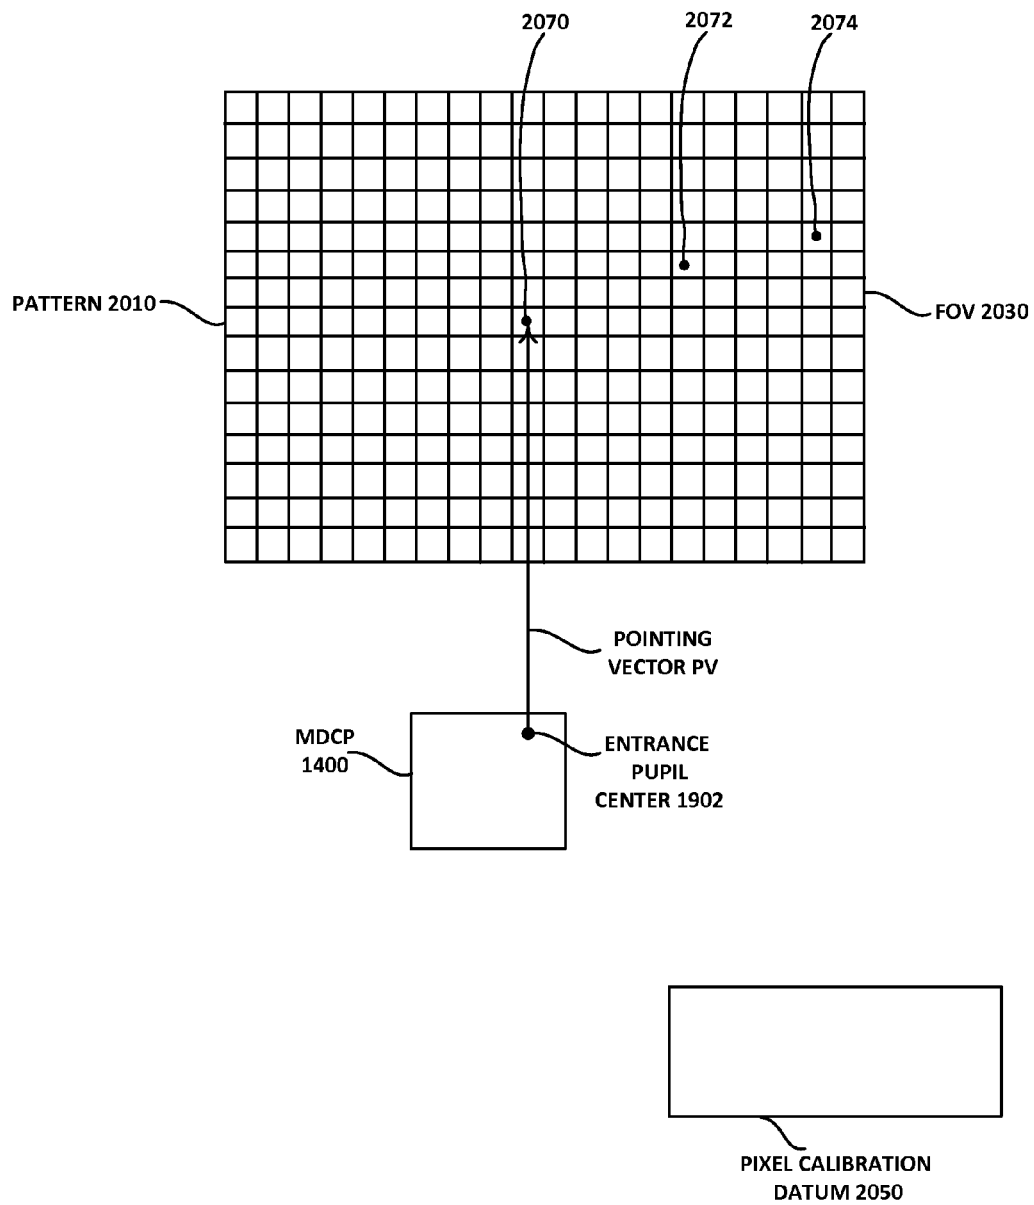 2070
2072
2074
PATTERN 2010
FOV 2030
POINTING
VECTOR PV
MDCP
1400
ENTRANCE
PUPIL
CENTER 1902
PIXEL CALIBRATION
DATUM 2050